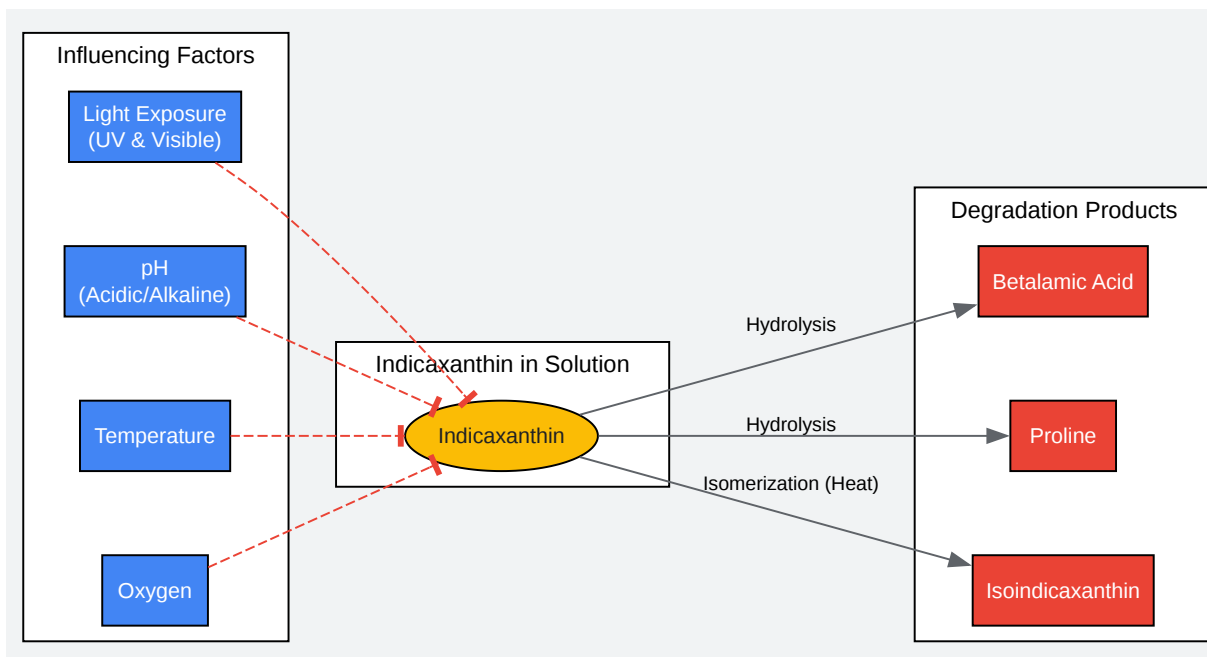 Influencing Factors
Light Exposure
(UV & Visible)
pH
(Acidic/Alkaline)
Temperature
Oxygen
Indicaxanthin in Solution
Indicaxanthin
Hydrolysis
Hydrolysis
Isomerization (Heat)
Degradation Products
Betalamic Acid
Proline
Isoindicaxanthin